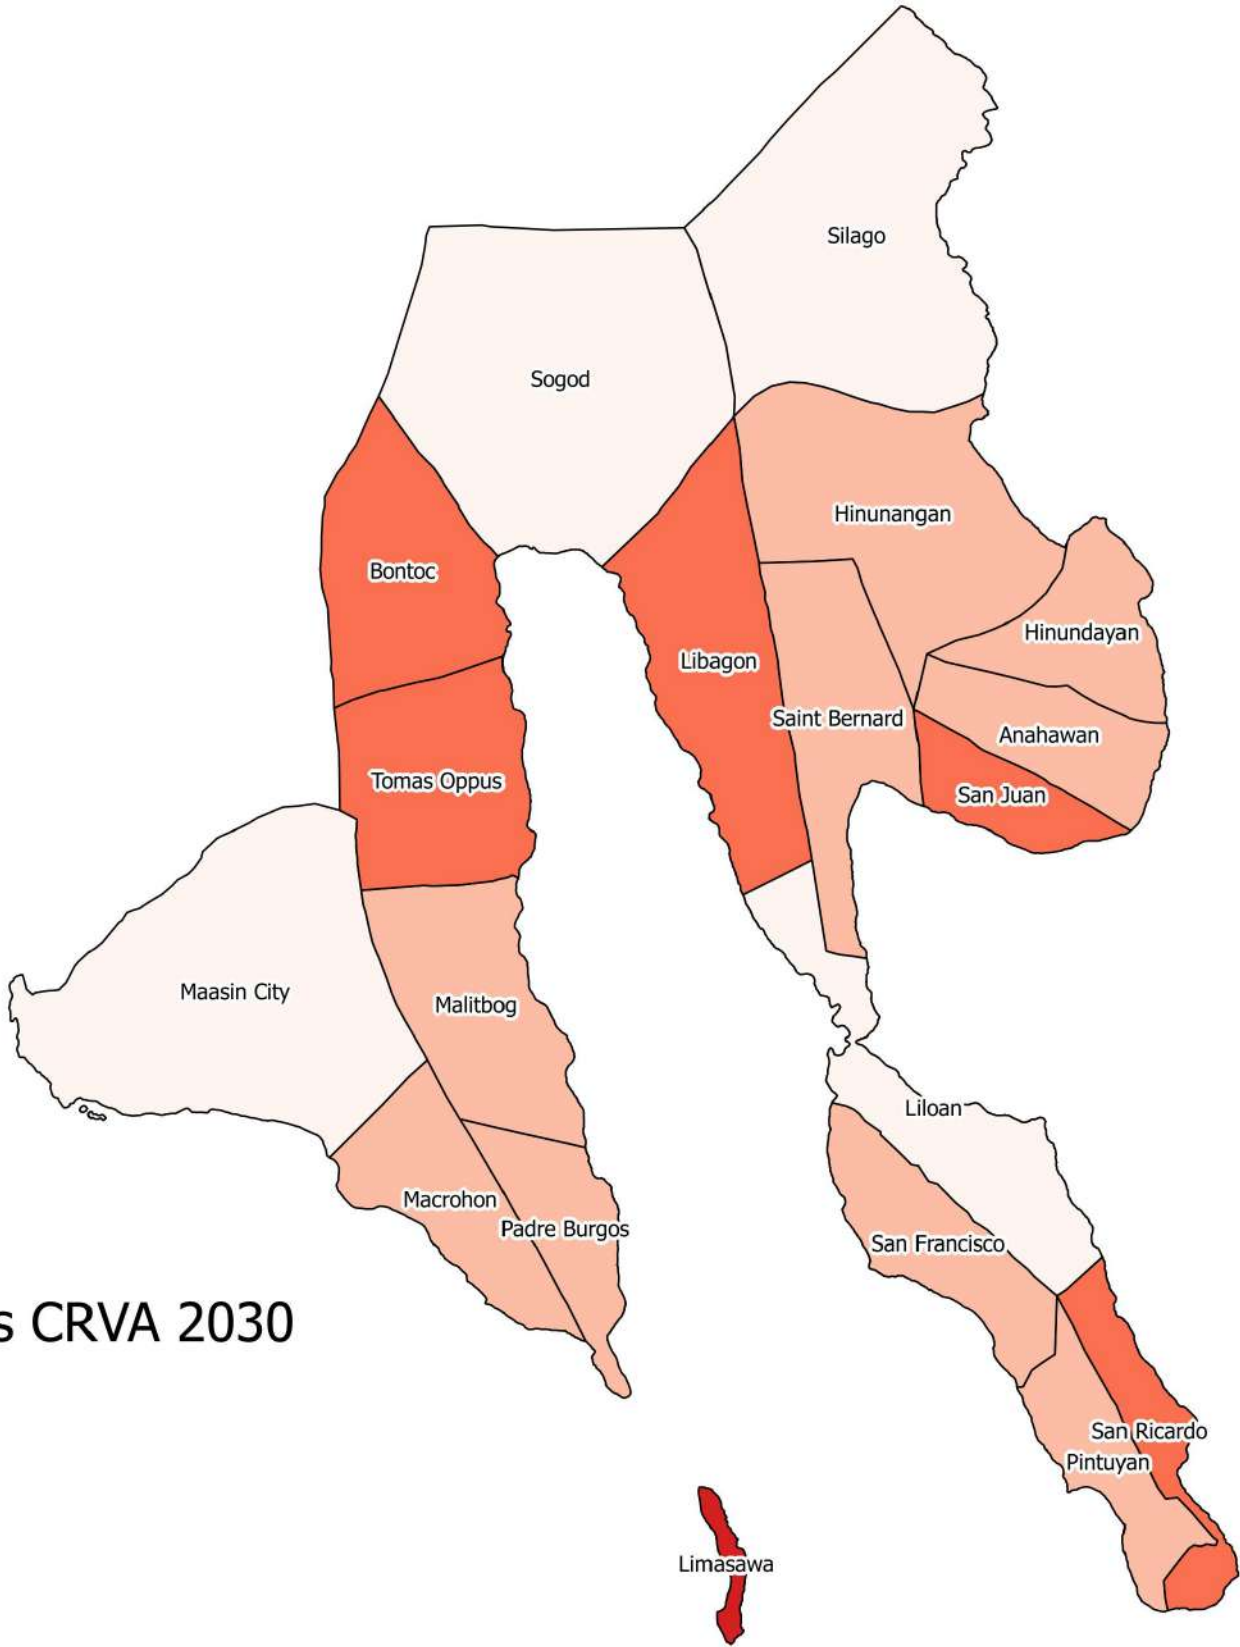 Silago
Sogod
Hinunangan
Bontoc
Hinundayan
Libagon
Saint Bernard
Anahawan
Tomas Oppus
San Juan
Maasin City
Malitbog
Liloan
Macrohon
Padre Burgos
San Francisco
s CRVA 2030
San Ricardo
Pintuyan
Limasawa